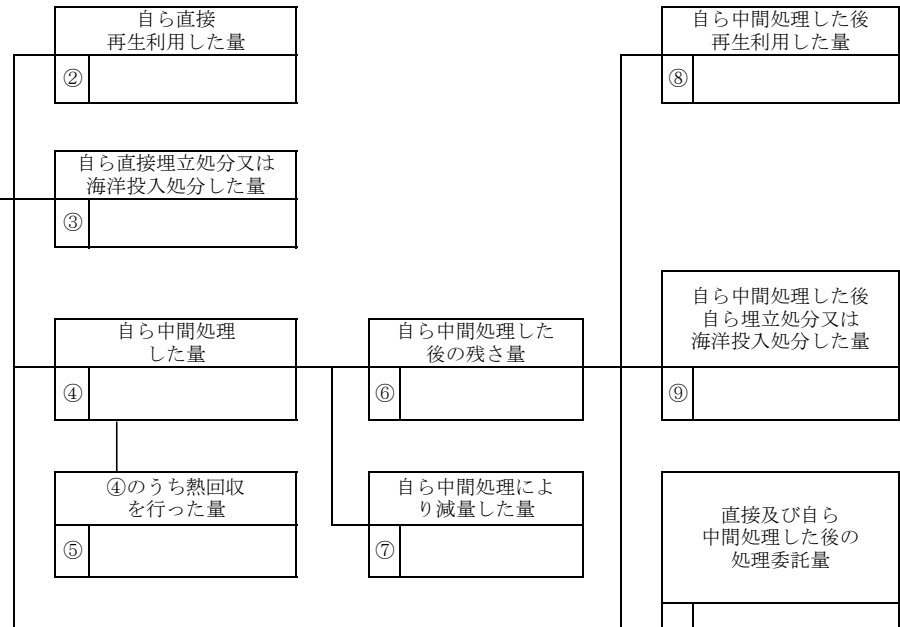 自ら直接
再生利用した量
②
自ら中間処理した後
再生利用した量
⑧
自ら直接埋立処分又は
海洋投入処分した量
③
自ら中間処理した後
自ら埋立処分又は
海洋投入処分した量
⑨
自ら中間処理
した量
④
自ら中間処理した
後の残さ量
⑥
④のうち熱回収
を行った量
⑤
自ら中間処理によ
り減量した量
⑦
直接及び自ら
中間処理した後の
処理委託量